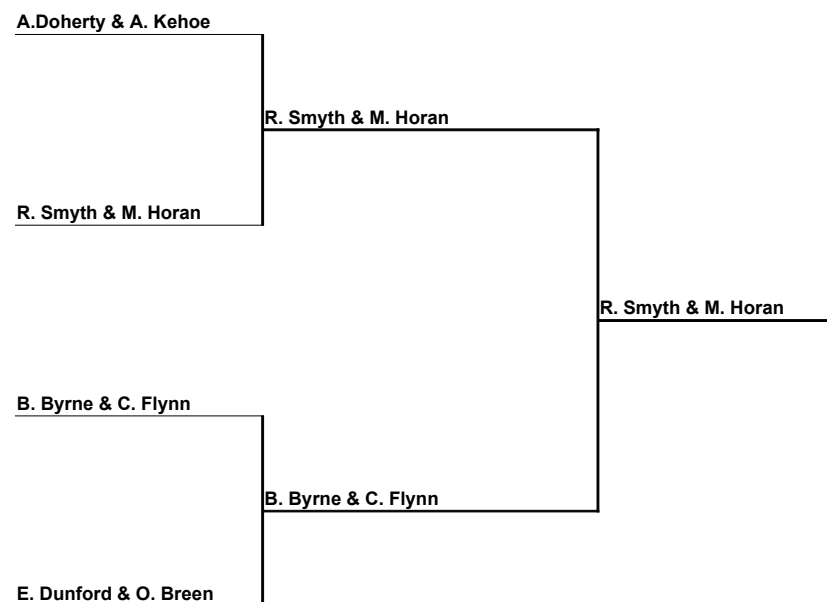 A.Doherty & A. Kehoe
R. Smyth & M. Horan
R. Smyth & M. Horan
R. Smyth & M. Horan
B. Byrne & C. Flynn
B. Byrne & C. Flynn
E. Dunford & O. Breen